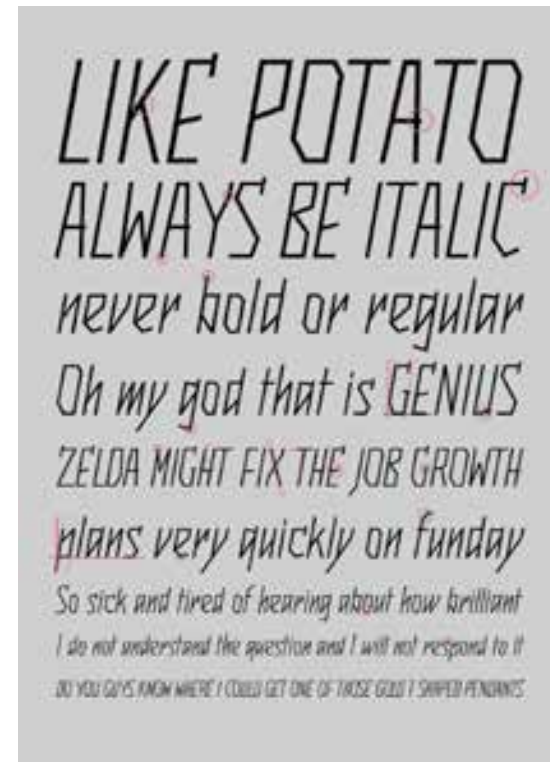 LIKE POTATO
ALWAYS BE ITALIC
never bold or regular
Oh my god that is GENIUS
ZELDA MIGHT FIX THE JOB GROWTH
plans very quickly on funday
So sick and tired of hearing about how brilliant
I do not understand the question and I will not respond to it
DO YOU GUYS KNOW WHERE I COULD GET ONE OF THOSE GOLD T SHAPED PENDANTS